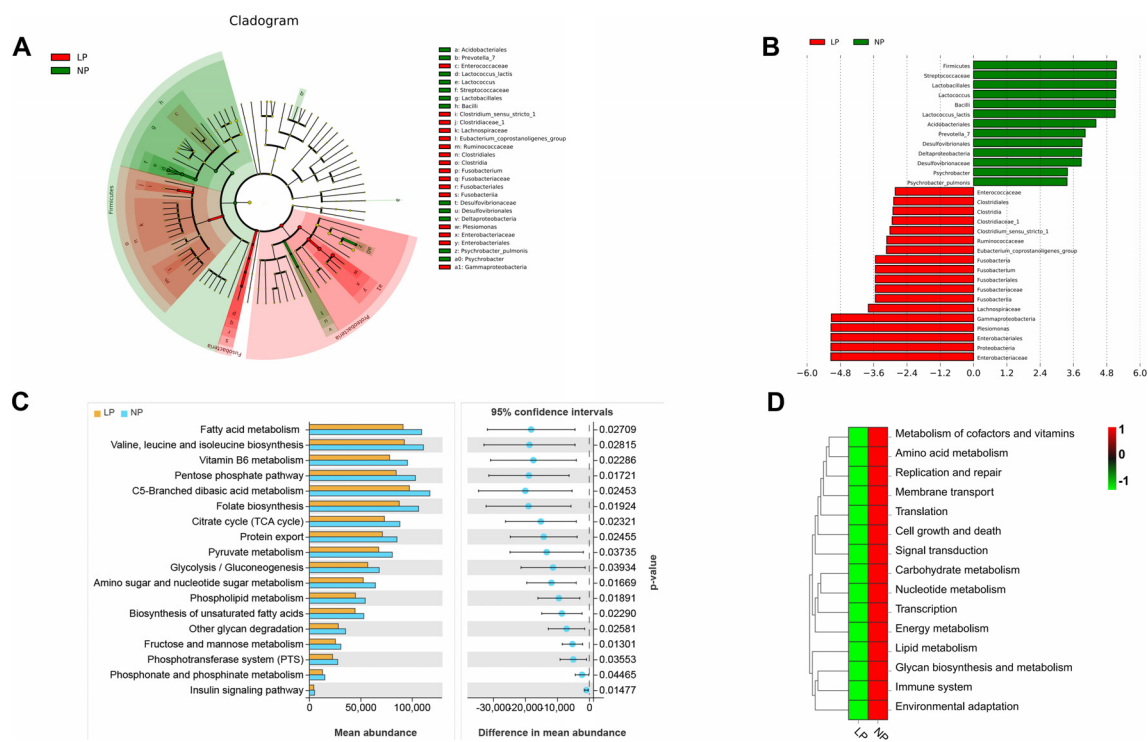 Cladogram
A
LP
NP
a: Acidobacteriales
b: Prevotella_7
c: Enterococcaceae
d: Lactococcus_lactis
e: Lactococcus
f: Streptococcaceae
g: Lactobacillales
h: Bacilli
i: Clostridium_sensu_stricto_1
j: Clostridiaceae_1
k: Lachnospiraceae
l: Eubacterium_coprostanoligenes_group
m: Ruminococcaceae
n: Clostridiales
o: Clostridia
p: Fusobacterium
q: Fusobacteriaceae
r: Fusobacteriales
s: Fusobacteriia
t: Desulfovibrionaceae
u: Desulfovibrionales
v: Deltaproteobacteria
w: Plesiomonas
x: Enterobacteriaceae
y: Enterobacteriales
z: Psychrobacter_pulmonis
a0: Psychrobacter
a1: Gammaproteobacteria
Firmicutes
Fusobacteria
Proteobacteria
B
LP
NP
Firmicutes
Streptococcaceae
Lactobacillales
Lactococcus
Bacilli
Lactococcus_lactis
Acidobacteriales
Prevotella_7
Desulfovibrionales
Deltaproteobacteria
Desulfovibrionaceae
Psychrobacter
Psychrobacter_pulmonis
Enterococcaceae
Clostridiales
Clostridia
Clostridiaceae_1
Clostridium_sensu_stricto_1
Ruminococcaceae
Eubacterium_coprostanoligenes_group
Fusobacteria
Fusobacterium
Fusobacteriales
Fusobacteriaceae
Fusobacteriia
Lachnospiraceae
Gammaproteobacteria
Plesiomonas
Enterobacteriales
Proteobacteria
Enterobacteriaceae
−6.0 −4.8 −3.6 −2.4 −1.2 0.0 1.2 2.4 3.6 4.8 6.0
C
LP NP
95% confidence intervals
Fatty acid metabolism 0.02709
Valine, leucine and isoleucine biosynthesis 0.02815
Vitamin B6 metabolism 0.02286
Pentose phosphate pathway 0.01721
C5-Branched dibasic acid metabolism 0.02453
Folate biosynthesis 0.01924
Citrate cycle (TCA cycle) 0.02321
Protein export 0.02455
Pyruvate metabolism 0.03735
Glycolysis / Gluconeogenesis 0.03934
Amino sugar and nucleotide sugar metabolism 0.01669
Phospholipid metabolism 0.01891
Biosynthesis of unsaturated fatty acids 0.02290
Other glycan degradation 0.02581
Fructose and mannose metabolism 0.01301
Phosphotransferase system (PTS) 0.03553
Phosphonate and phosphinate metabolism 0.04465
Insulin signaling pathway 0.01477
p-value
0 50,000 100,000
-30,000 -20,000 -10,000 0
Mean abundance
Difference in mean abundance
D
1
0
-1
Metabolism of cofactors and vitamins
Amino acid metabolism
Replication and repair
Membrane transport
Translation
Cell growth and death
Signal transduction
Carbohydrate metabolism
Nucleotide metabolism
Transcription
Energy metabolism
Lipid metabolism
Glycan biosynthesis and metabolism
Immune system
Environmental adaptation
LP NP